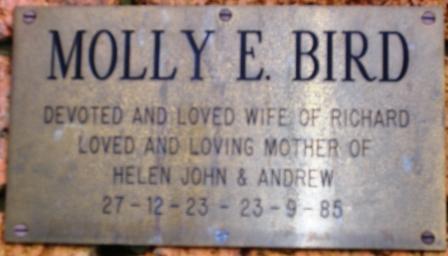 MOLLY E. BIRD
DEVOTED AND LOVED WIFE OF RICHARD
LOVED AND LOVING MOTHER OF
HELEN JOHN & ANDREW
27-12-23 - 23-9-85